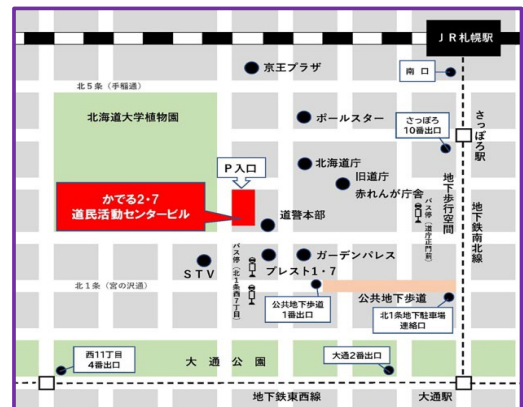 JR札幌駅
京王プラザ
南口
北5条(手稲通)
北海道大学植物園
ポールスター
さっぽろ
10番出口
さっぽろ駅
P入口
北海道庁
旧道庁
赤れんが庁舎
地下歩行空間
地下鉄南北線
バス停(道庁正門前)
かでる2・7
道民活動センタービル
道警本部
バス停(北1条西7丁目)
STV
プレスト1・7
ガーデンパレス
北1条(宮の沢通)
公共地下歩道
1番出口
公共地下歩道
北1条地下駐車場
連絡口
西11丁目
4番出口
大通公園
大通2番出口
地下鉄東西線
大通駅